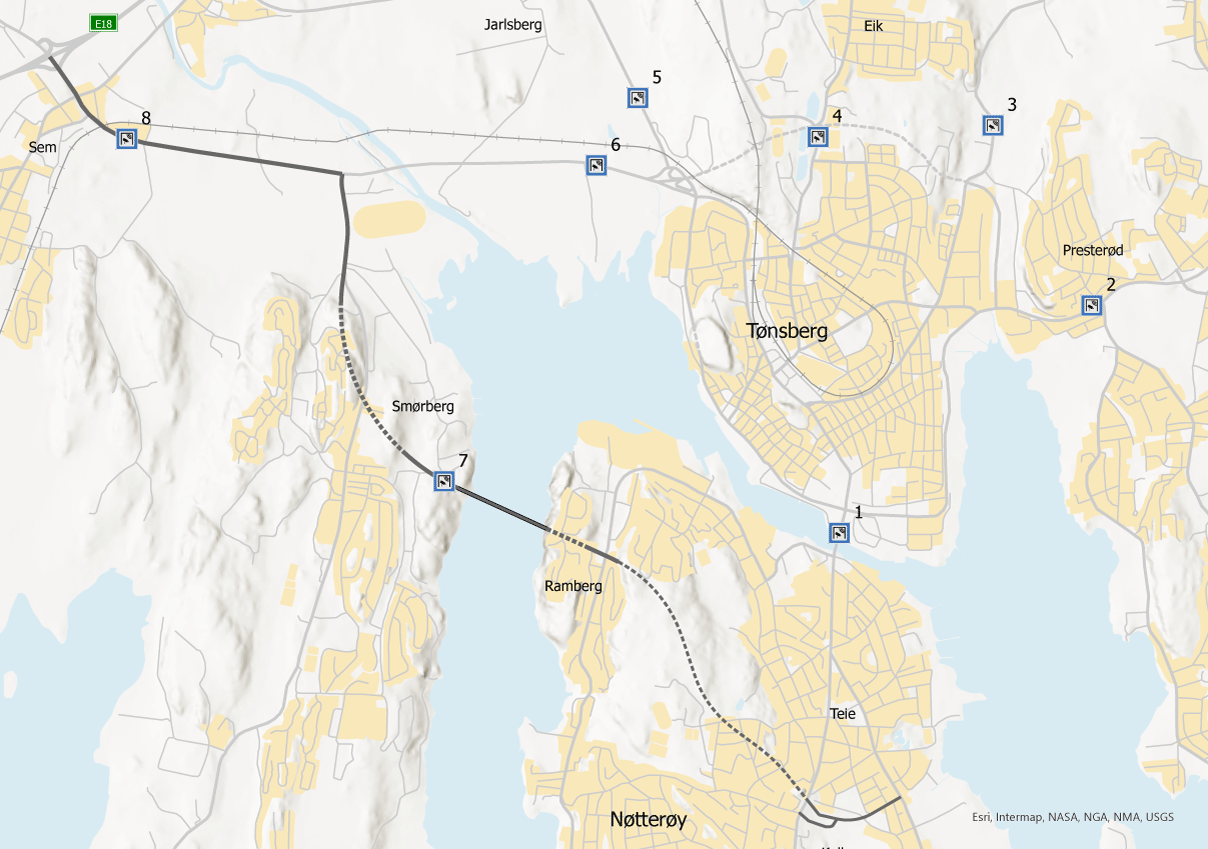 E18
Jarlsberg
Eik
5
3
8
4
Sem
6
Presterød
2
Tønsberg
Smørberg
7
1
Ramberg
Teie
Nøtterøy
Esri, Intermap, NASA, NGA, NMA, USGS